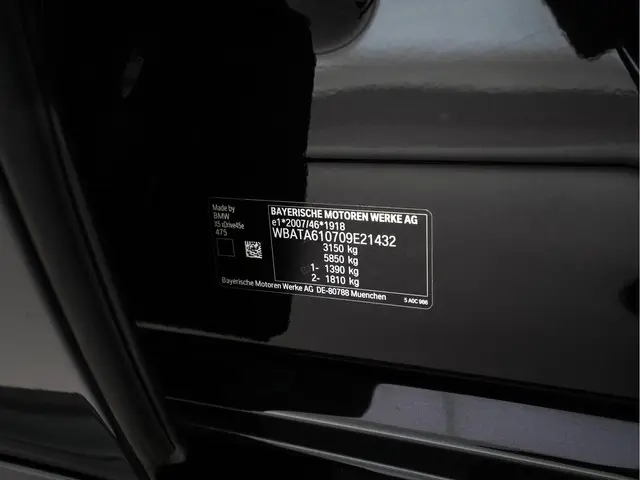 Made by
BMW
X5 xDrive45e
475
BAYERISCHE MOTOREN WERKE AG
e1*2007/46*1918
WBATA610709E21432
3150 kg
5850 kg
1- 1390 kg
2- 1810 kg
Bayerische Motoren Werke AG DE-80788 Muenchen
5 A0C 986